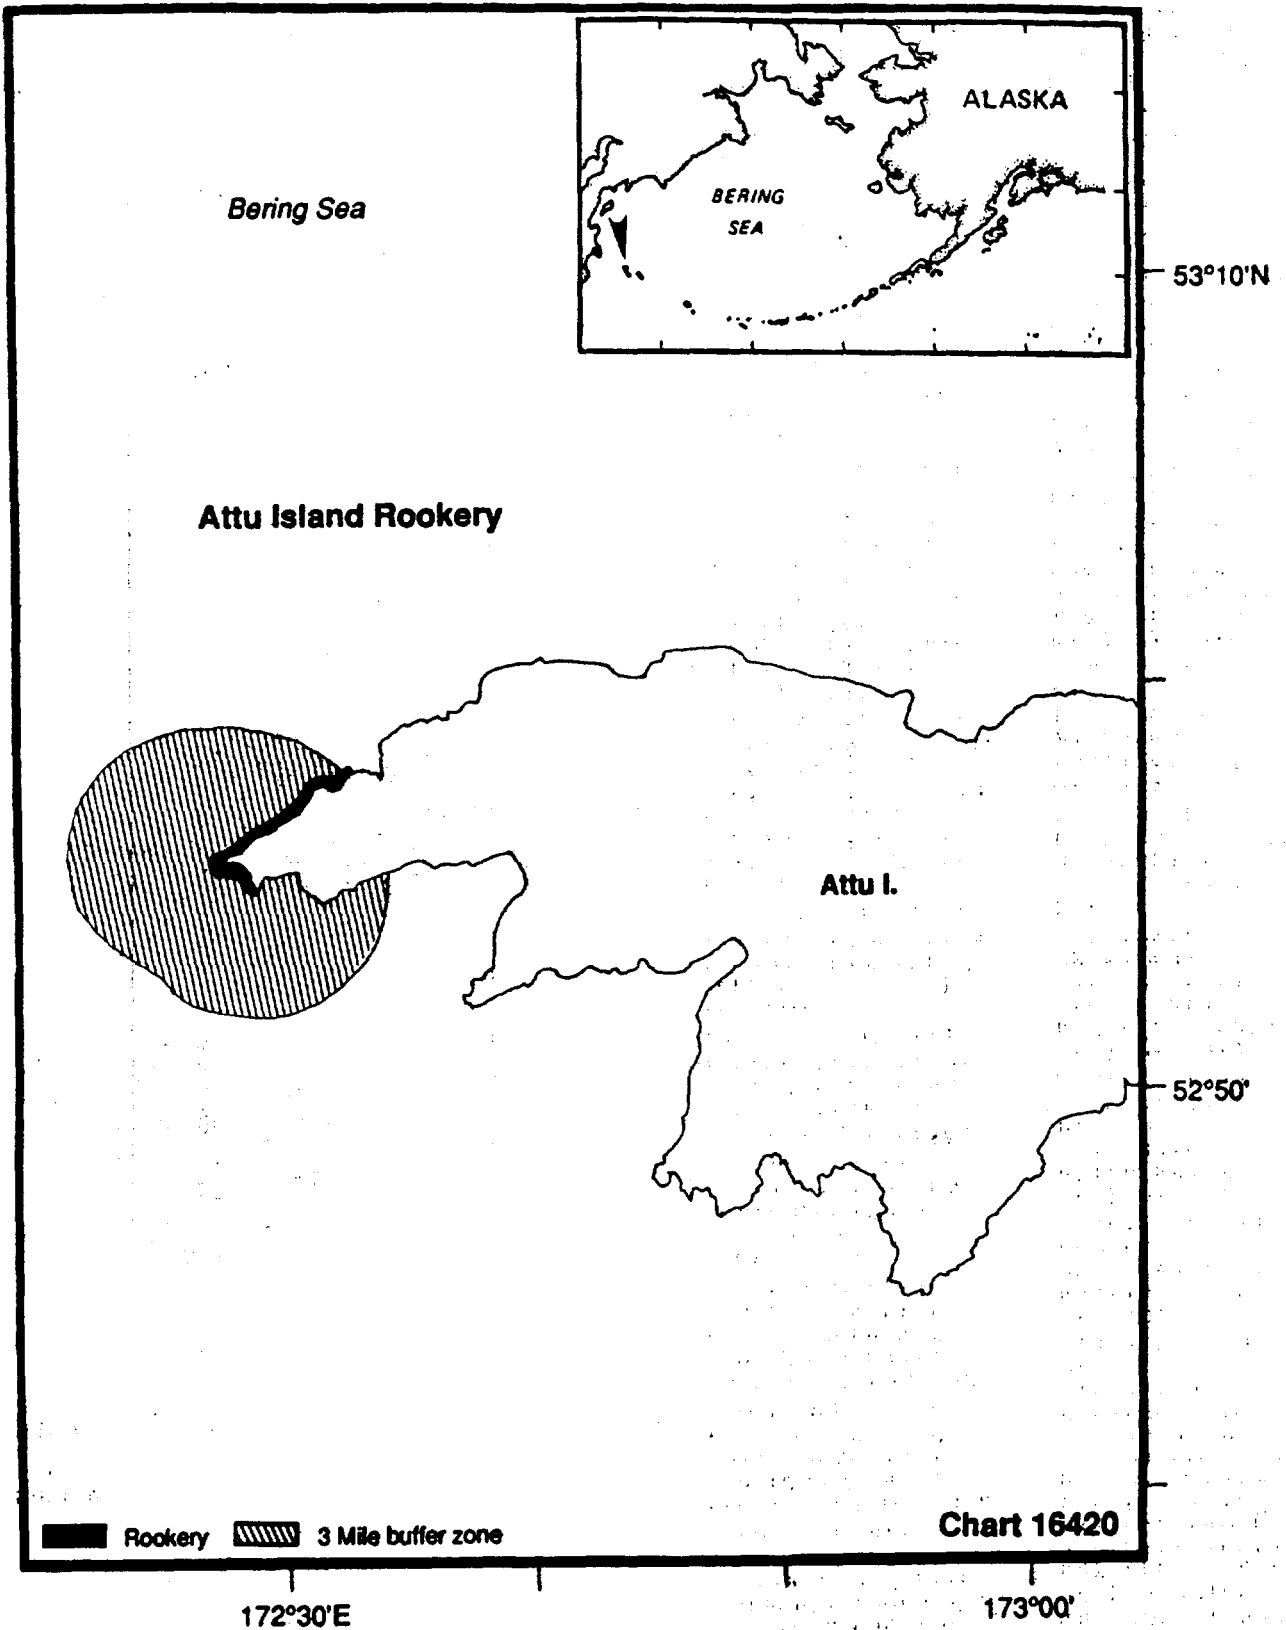 ALASKA
BERING
SEA
Bering Sea
53°10'N
Attu Island Rookery
Attu I.
52°50'
Rookery
3 Mile buffer zone
Chart 16420
172°30'E
173°00'